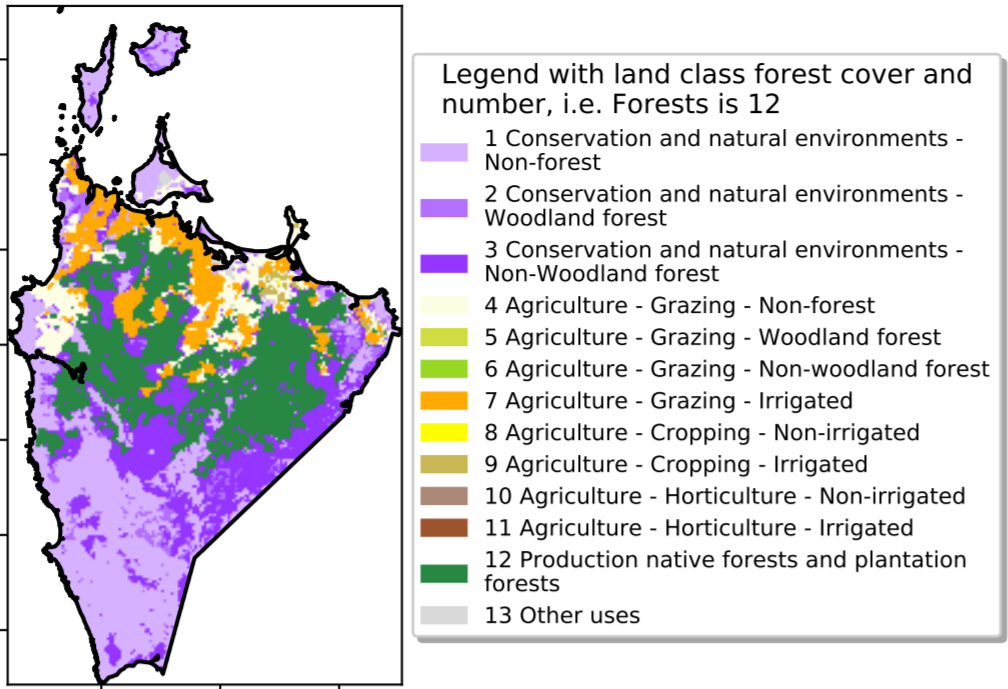 Legend with land class forest cover and
number, i.e. Forests is 12
1 Conservation and natural environments -
Non-forest
2 Conservation and natural environments -
Woodland forest
3 Conservation and natural environments -
Non-Woodland forest
4 Agriculture - Grazing - Non-forest
5 Agriculture - Grazing - Woodland forest
6 Agriculture - Grazing - Non-woodland forest
7 Agriculture - Grazing - Irrigated
8 Agriculture - Cropping - Non-irrigated
9 Agriculture - Cropping - Irrigated
10 Agriculture - Horticulture - Non-irrigated
11 Agriculture - Horticulture - Irrigated
12 Production native forests and plantation
forests
13 Other uses